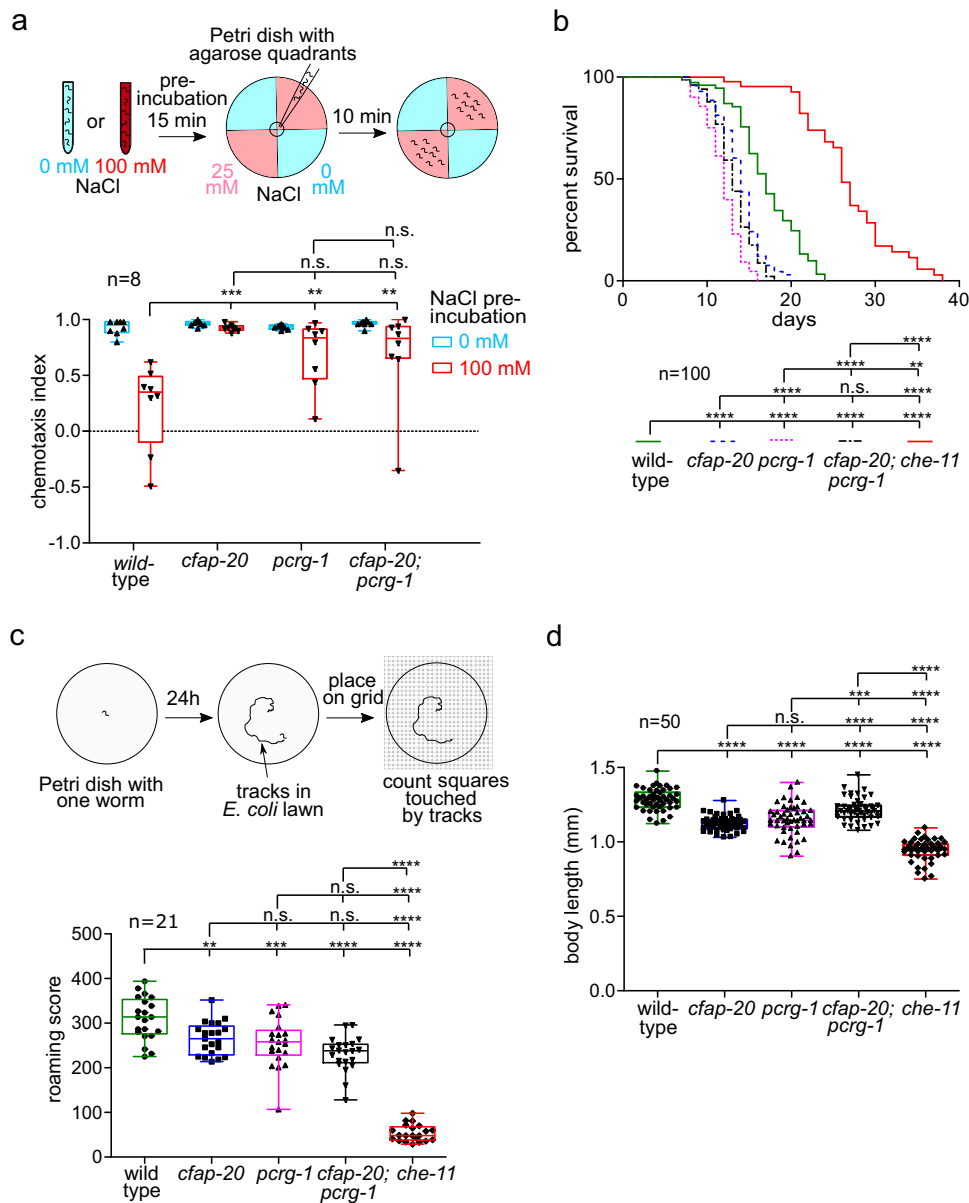 a
Petri dish with
agarose quadrants
pre-
incubation
15 min
10 min
or
0 mM 100 mM
NaCl
25
mM
NaCl
0
mM
n.s.
n.s. n.s.
n=8
*** ** **
NaCl pre-
incubation
0 mM
100 mM
chemotaxis index
1.0
0.5
0.0
-0.5
-1.0
wild-
type
cfap-20
pcrg-1
cfap-20;
pcrg-1
b
percent survival
100
50
0
0 10 20 30 40
days
n=100
****
**** **
**** n.s. ****
**** **** **** ****
wild-
type
cfap-20
pcrg-1
cfap-20;
pcrg-1
che-11
c
24h
place
on grid
Petri dish with
one worm
tracks in
E. coli lawn
count squares
touched
by tracks
****
n.s. ****
n.s. n.s. ****
n=21
** *** **** ****
roaming score
500
400
300
200
100
0
wild
type
cfap-20
pcrg-1
cfap-20;
pcrg-1
che-11
d
****
*** ****
n.s. **** ****
n=50
**** **** **** ****
body length (mm)
1.5
1.0
0.5
0.0
wild-
type
cfap-20
pcrg-1
cfap-20;
pcrg-1
che-11